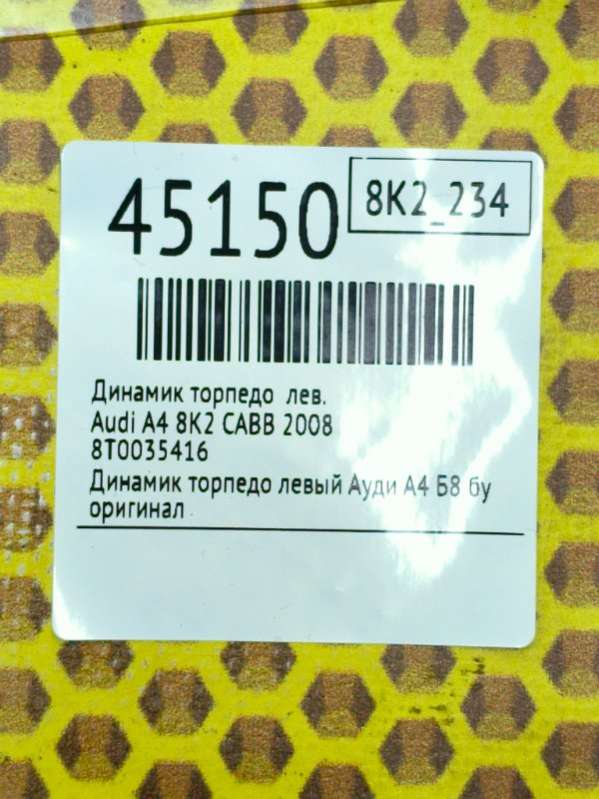 45150
8K2_234
Динамик торпедо лев.
Audi A4 8K2 CABB 2008
8T0035416
Динамик торпедо левый Ауди А4 Б8 бу
оригинал